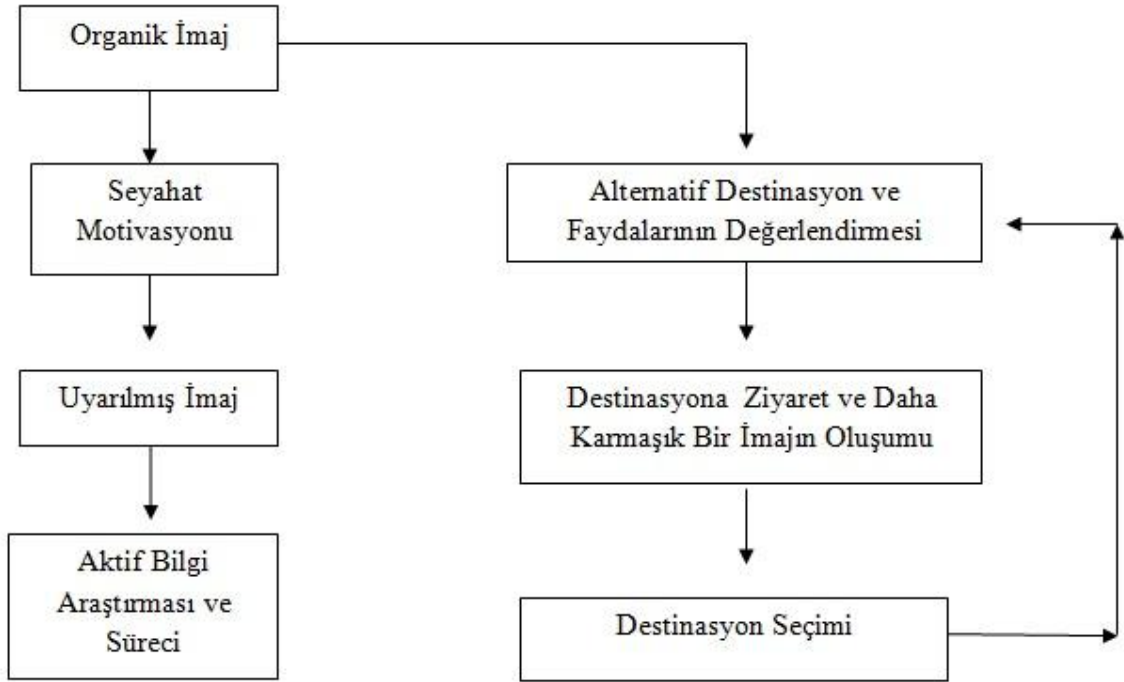 Organik İmaj
Seyahat
Motivasyonu
Uyarılmış İmaj
Aktif Bilgi
Araştırması ve
Süreci
Alternatif Destinasyon ve
Faydalarının Değerlendirmesi
Destinasyona Ziyaret ve Daha
Karmaşık Bir İmajın Oluşumu
Destinasyon Seçimi